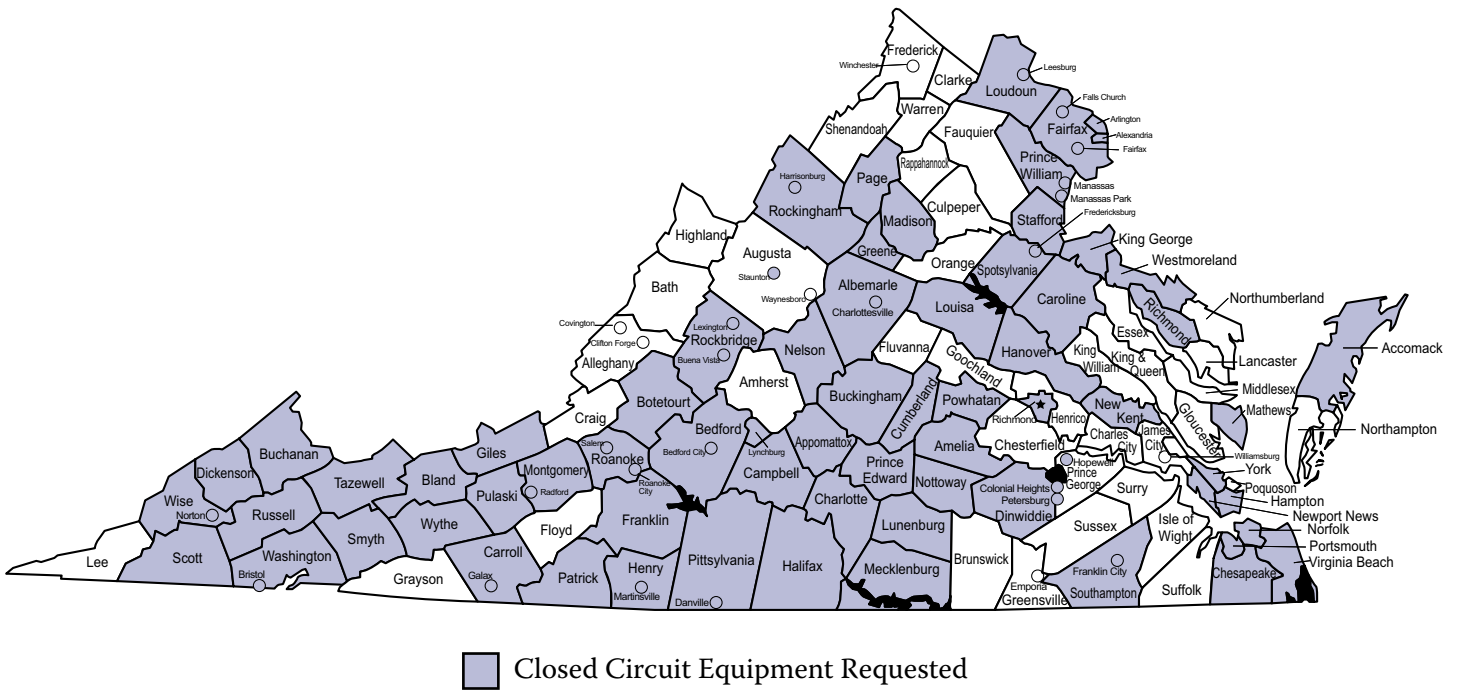 Frederick
Winchester
Clarke
Leesburg
Loudoun
Warren
Falls Church
Shenandoah
Fauquier
Fairfax
Arlington
Alexandria
Fairfax
Rappahannock
Prince
William
Harrisonburg
Page
Manassas
Manassas Park
Rockingham
Madison
Culpeper
Stafford
Fredericksburg
Highland
Augusta
Greene
Orange
Spotsylvania
King George
Westmoreland
Staunton
Bath
Waynesboro
Albemarle
Charlottesville
Louisa
Caroline
Richmond
Northumberland
Covington
Clifton Forge
Lexington
Rockbridge
Buena Vista
Nelson
Fluvanna
Goochland
Hanover
Essex
King
William
King &
Queen
Lancaster
Accomack
Alleghany
Amherst
Buckingham
Cumberland
Powhatan
Middlesex
Botetourt
Craig
Richmond
Henrico
New
Kent
Gloucester
Mathews
Northampton
Bedford
Bedford City
Lynchburg
Appomattox
Amelia
Chesterfield
Charles
City
James
City
Williamsburg
Giles
Salem
Roanoke
Roanoke
City
Campbell
Prince
Edward
Hopewell
Prince
George
York
Poquoson
Hampton
Newport News
Norfolk
Portsmouth
Virginia Beach
Buchanan
Dickenson
Tazewell
Bland
Montgomery
Pulaski
Radford
Nottoway
Colonial Heights
Petersburg
Dinwiddie
Surry
Wise
Norton
Russell
Wythe
Franklin
Charlotte
Lunenburg
Sussex
Isle of
Wight
Floyd
Smyth
Carroll
Lee
Scott
Washington
Bristol
Grayson
Galax
Patrick
Henry
Martinsville
Pittsylvania
Danville
Halifax
Mecklenburg
Brunswick
Emporia
Greensville
Franklin City
Southampton
Suffolk
Chesapeake
Closed Circuit Equipment Requested